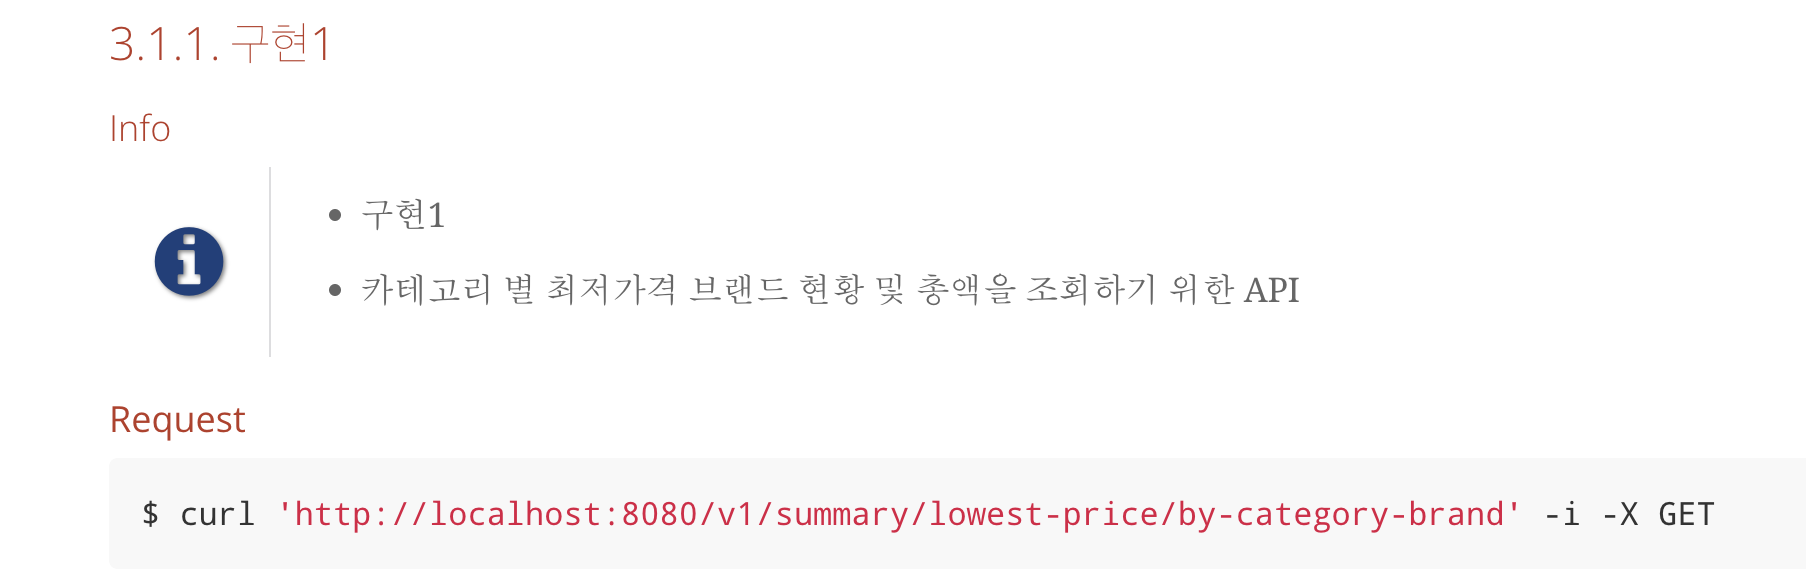 3.1.1. 구현1
Info
구현1
카테고리 별 최저가격 브랜드 현황 및 총액을 조회하기 위한 API
Request
$ curl 'http://localhost:8080/v1/summary/lowest-price/by-category-brand' -i -X GET